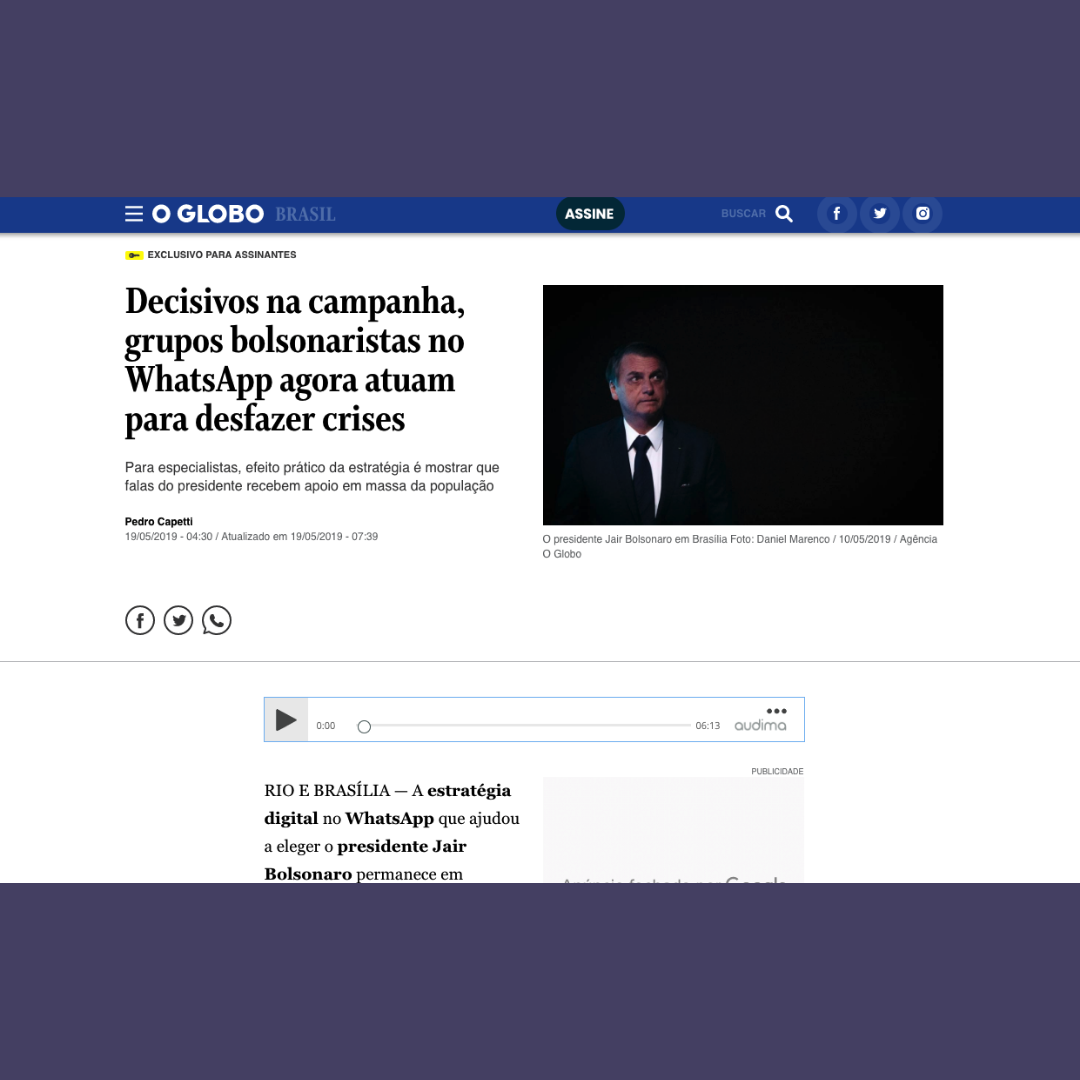 O GLOBO BRASIL
ASSINE
BUSCAR
EXCLUSIVO PARA ASSINANTES
Decisivos na campanha,
grupos bolsonaristas no
WhatsApp agora atuam
para desfazer crises
Para especialistas, efeito prático da estratégia é mostrar que
falas do presidente recebem apoio em massa da população
Pedro Capetti
19/05/2019 - 04:30 / Atualizado em 19/05/2019 - 07:39
O presidente Jair Bolsonaro em Brasília Foto: Daniel Marenco / 10/05/2019 / Agência
O Globo
0:00
06:13
audima
PUBLICIDADE
RIO E BRASÍLIA — A estratégia
digital no WhatsApp que ajudou
a eleger o presidente Jair
Bolsonaro permanece em